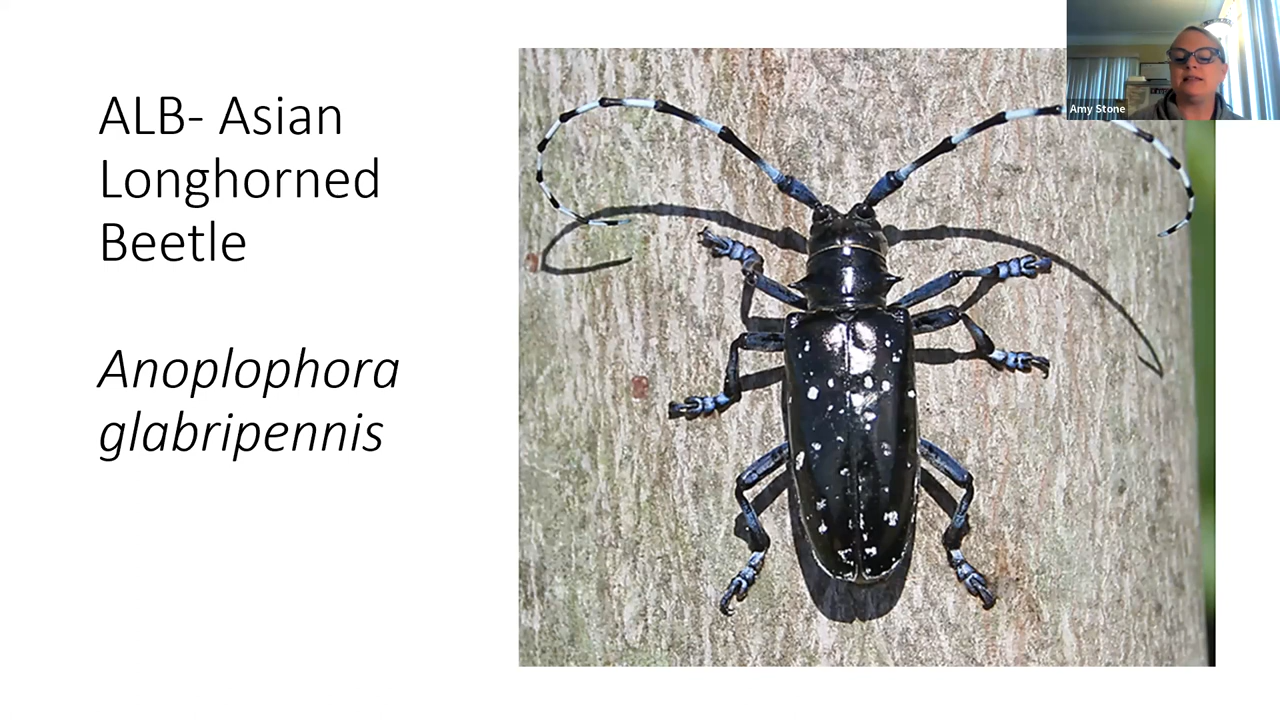 ALB- Asian
Longhorned
Beetle
Anoplophora
glabripennis
Amy Stone